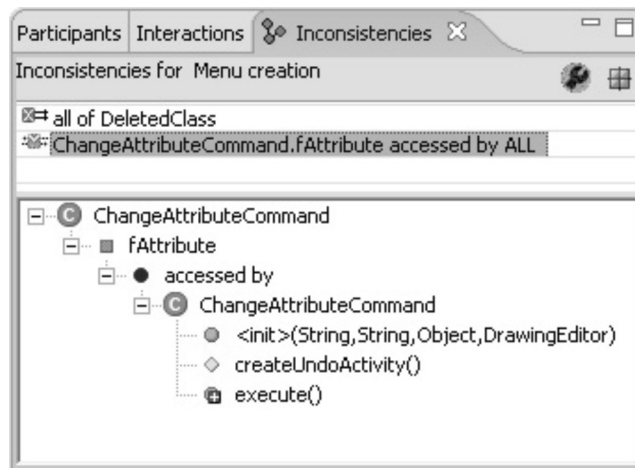 Participants Interactions Inconsistencies
Inconsistencies for Menu creation
all of DeletedClass
ChangeAttributeCommand.fAttribute accessed by ALL
C ChangeAttributeCommand
fAttribute
accessed by
C ChangeAttributeCommand
<init>(String,String,Object,DrawingEditor)
createUndoActivity()
execute()